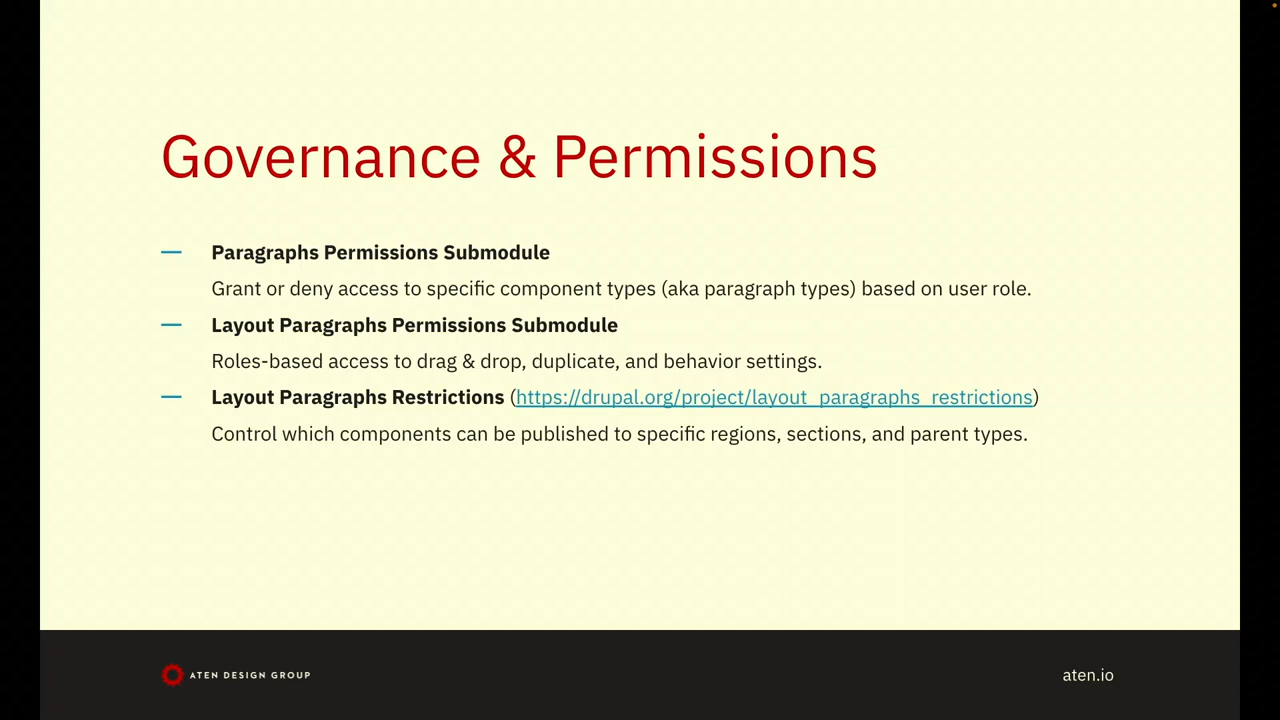 Governance & Permissions
— Paragraphs Permissions Submodule
Grant or deny access to specific component types (aka paragraph types) based on user role.
— Layout Paragraphs Permissions Submodule
Roles-based access to drag & drop, duplicate, and behavior settings.
— Layout Paragraphs Restrictions (https://drupal.org/project/layout_paragraphs_restrictions)
Control which components can be published to specific regions, sections, and parent types.
ATEN DESIGN GROUP
aten.io